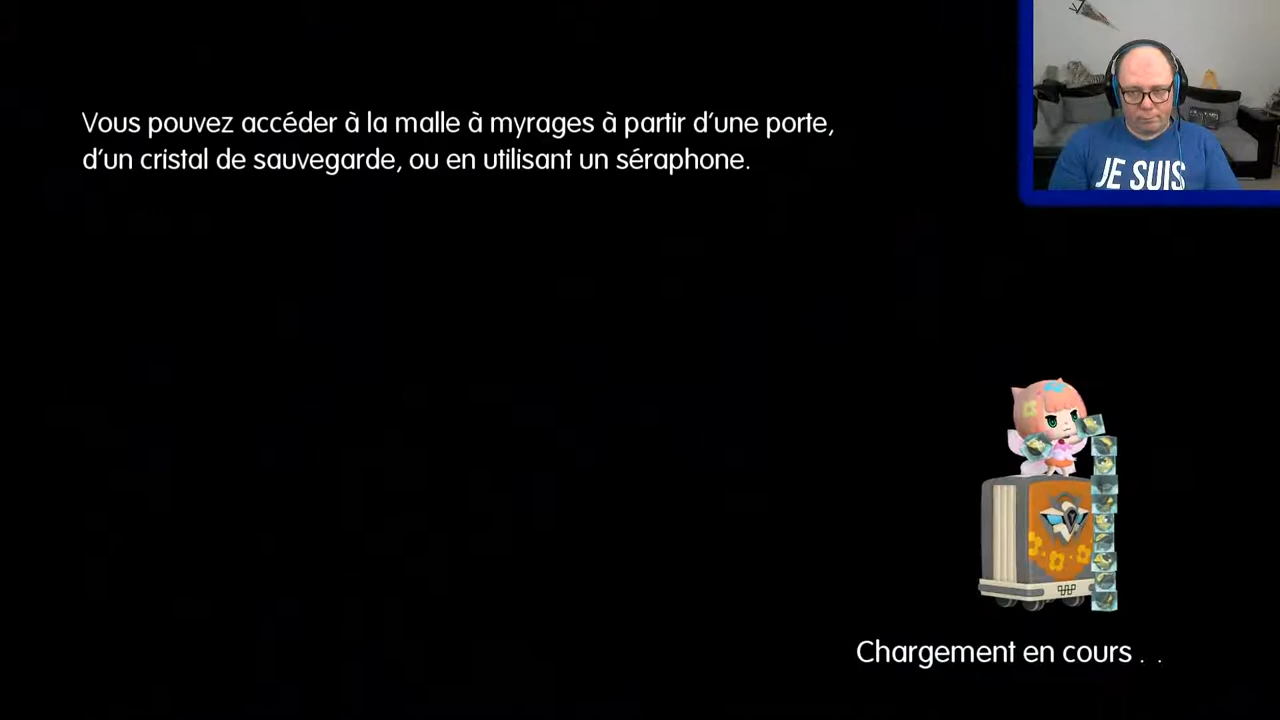 Vous pouvez accéder à la malle à myrages à partir d'une porte,
d'un cristal de sauvegarde, ou en utilisant un séraphone.
JE SUIS
Chargement en cours . .